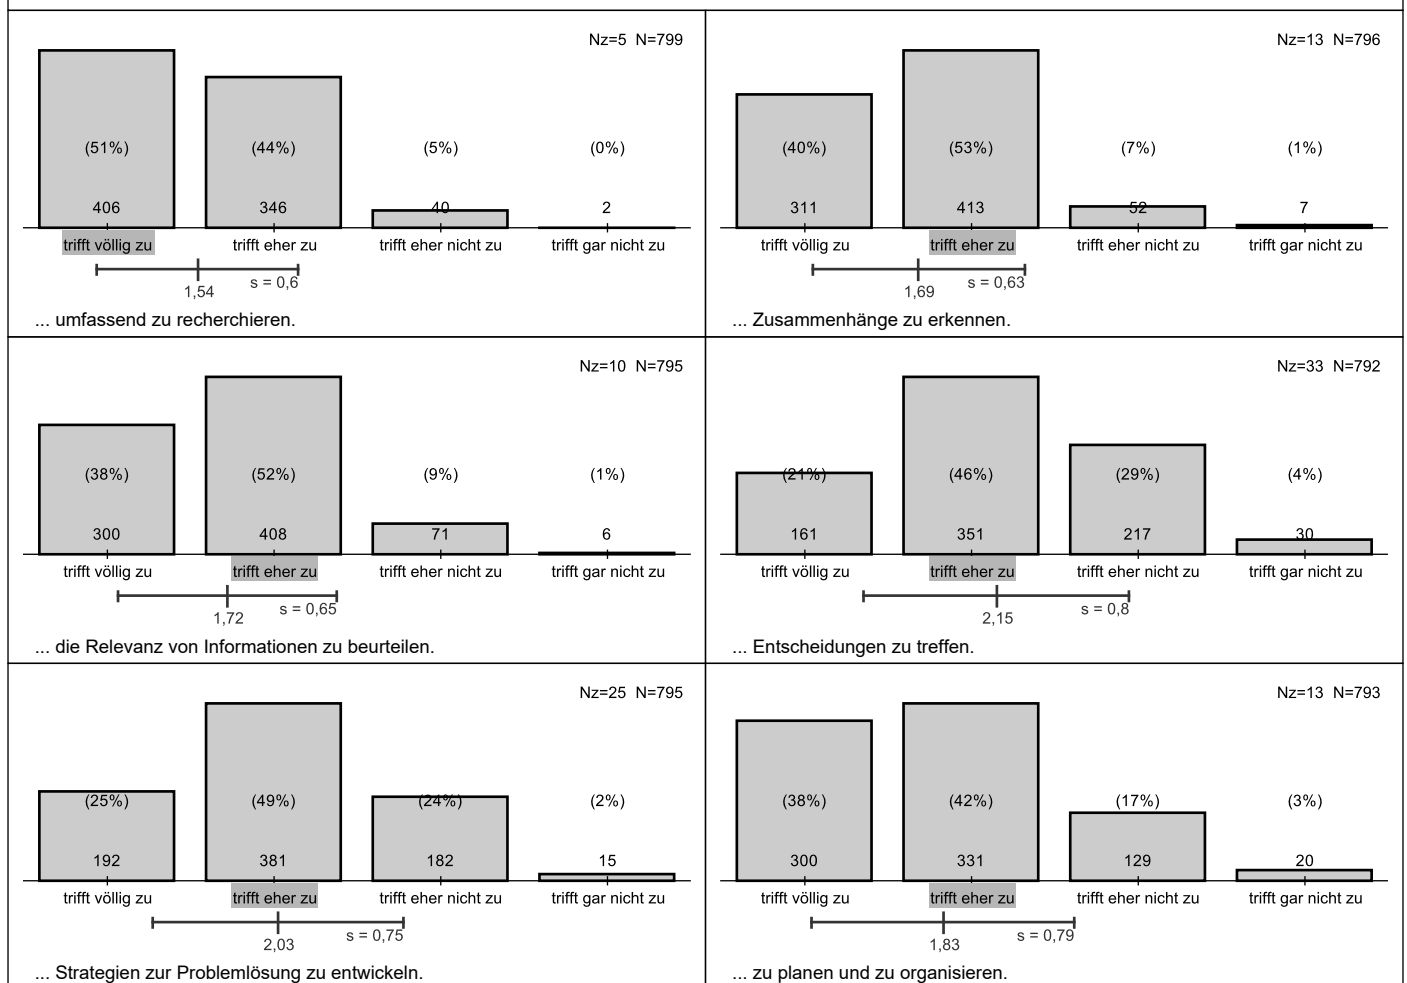 Nz=5 N=799
(51%) (44%) (5%) (0%)
406 346 40 2
trifft völlig zu trifft eher zu trifft eher nicht zu trifft gar nicht zu
s = 0,6
1,54
... umfassend zu recherchieren.
Nz=13 N=796
(40%) (53%) (7%) (1%)
311 413 52 7
trifft völlig zu trifft eher zu trifft eher nicht zu trifft gar nicht zu
s = 0,63
1,69
... Zusammenhänge zu erkennen.
Nz=10 N=795
(38%) (52%) (9%) (1%)
300 408 71 6
trifft völlig zu trifft eher zu trifft eher nicht zu trifft gar nicht zu
s = 0,65
1,72
... die Relevanz von Informationen zu beurteilen.
Nz=33 N=792
(21%) (46%) (29%) (4%)
161 351 217 30
trifft völlig zu trifft eher zu trifft eher nicht zu trifft gar nicht zu
s = 0,8
2,15
... Entscheidungen zu treffen.
Nz=25 N=795
(25%) (49%) (24%) (2%)
192 381 182 15
trifft völlig zu trifft eher zu trifft eher nicht zu trifft gar nicht zu
s = 0,75
2,03
... Strategien zur Problemlösung zu entwickeln.
Nz=13 N=793
(38%) (42%) (17%) (3%)
300 331 129 20
trifft völlig zu trifft eher zu trifft eher nicht zu trifft gar nicht zu
s = 0,79
1,83
... zu planen und zu organisieren.